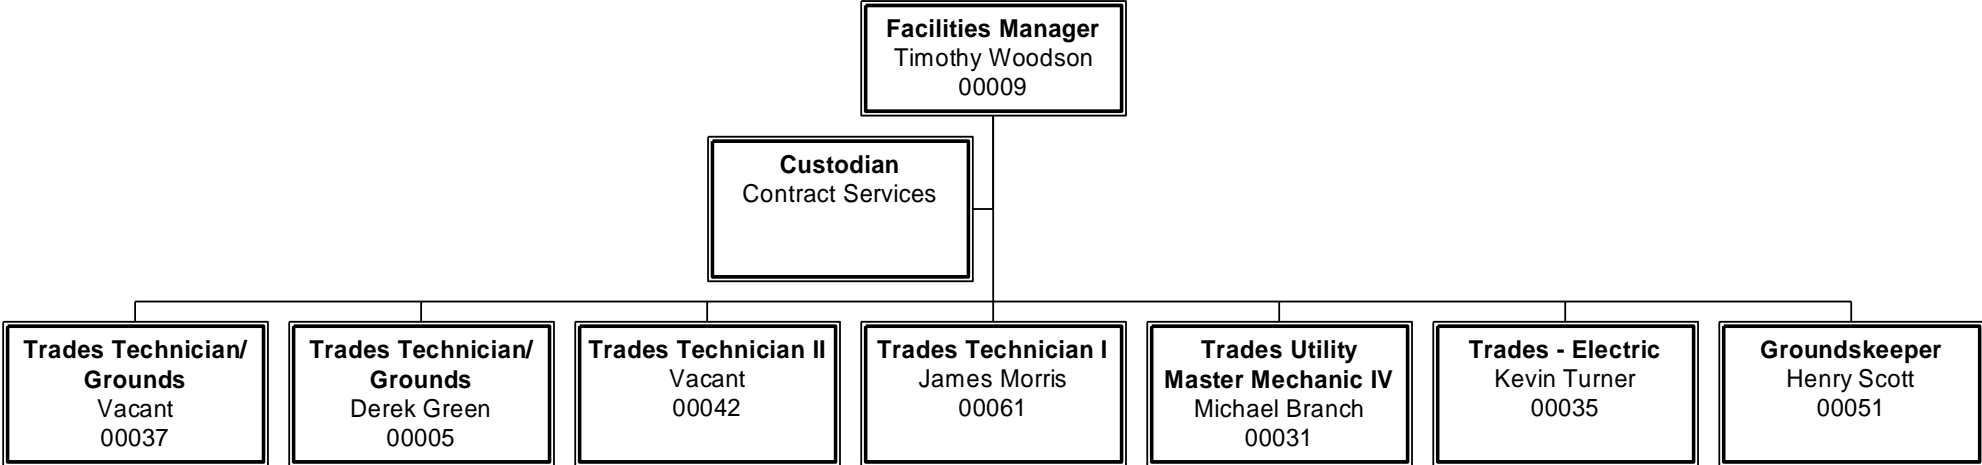 Facilities Manager
Timothy Woodson
00009
Custodian
Contract Services
Trades Technician/
Grounds
Vacant
00037
Trades Technician/
Grounds
Derek Green
00005
Trades Technician II
Vacant
00042
Trades Technician I
James Morris
00061
Trades Utility
Master Mechanic IV
Michael Branch
00031
Trades - Electric
Kevin Turner
00035
Groundskeeper
Henry Scott
00051